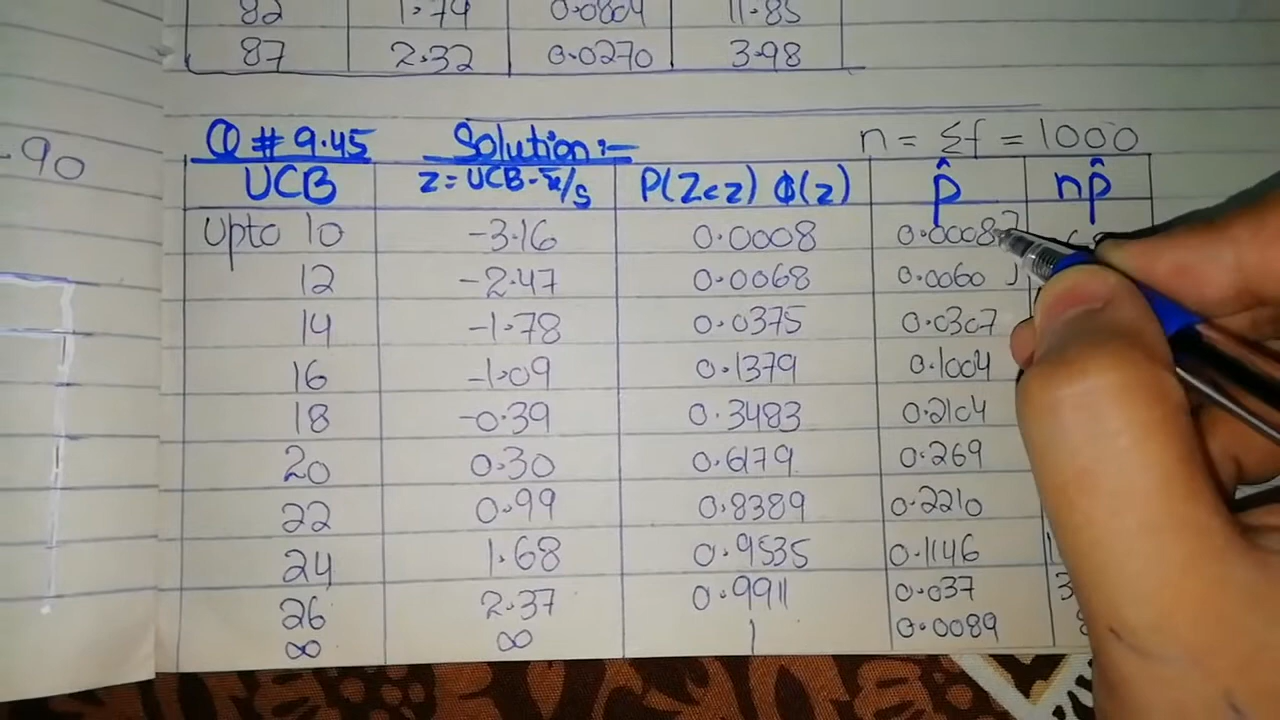 82 1.74 0.0804 11.85
87 2.32 0.0270 3.98
.90
Q # 9.45 Solution:- n = Σf = 1000
UCB z = UCB-x̄/s P(Z<z) Φ(z) p̂ np̂
Upto 10 -3.16 0.0008 0.0008
12 -2.47 0.0068 0.0060
14 -1.78 0.0375 0.0307
16 -1.09 0.1379 0.1004
18 -0.39 0.3483 0.2104
20 0.30 0.6179 0.269
22 0.99 0.8389 0.2210
24 1.68 0.9535 0.1146
26 2.37 0.9911 0.037
∞ ∞ 1 0.0089